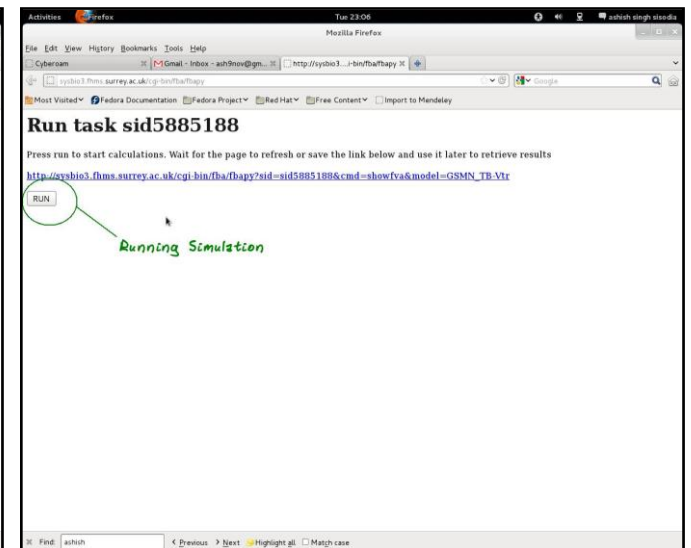 Activities Firefox Tue 23:06 ashish singh sisodia
Mozilla Firefox
File Edit View History Bookmarks Tools Help
Cyberoam Gmail - Inbox - ash9nov@gm... http://sysbio3....i-bin/fba/fbapy
sysbio3.fhms.surrey.ac.uk/cgi-bin/fba/fbapy Google
Most Visited Fedora Documentation Fedora Project Red Hat Free Content Import to Mendeley
Run task sid5885188
Press run to start calculations. Wait for the page to refresh or save the link below and use it later to retrieve results
http://sysbio3.fhms.surrey.ac.uk/cgi-bin/fba/fbapy?sid=sid5885188&cmd=showfva&model=GSMN_TB-Vtr
RUN
Running Simulation
Find: ashish Previous Next Highlight all Match case